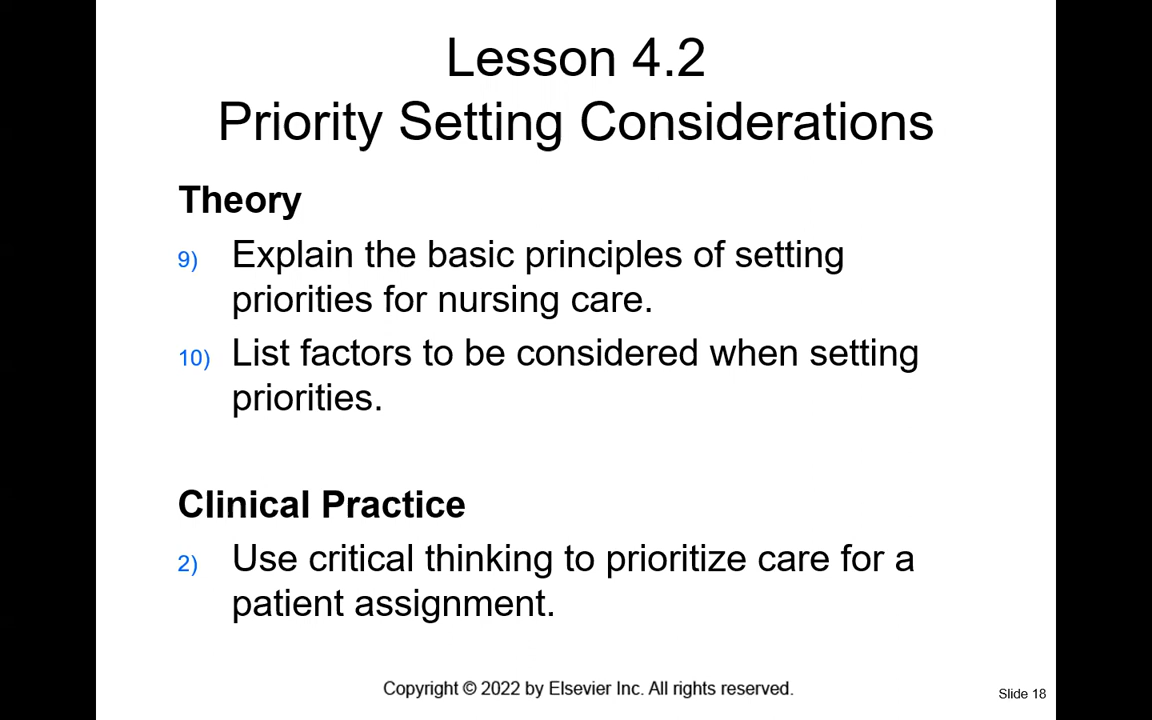 Lesson 4.2
Priority Setting Considerations
Theory
9) Explain the basic principles of setting
priorities for nursing care.
10) List factors to be considered when setting
priorities.
Clinical Practice
2) Use critical thinking to prioritize care for a
patient assignment.
Copyright © 2022 by Elsevier Inc. All rights reserved.
Slide 18